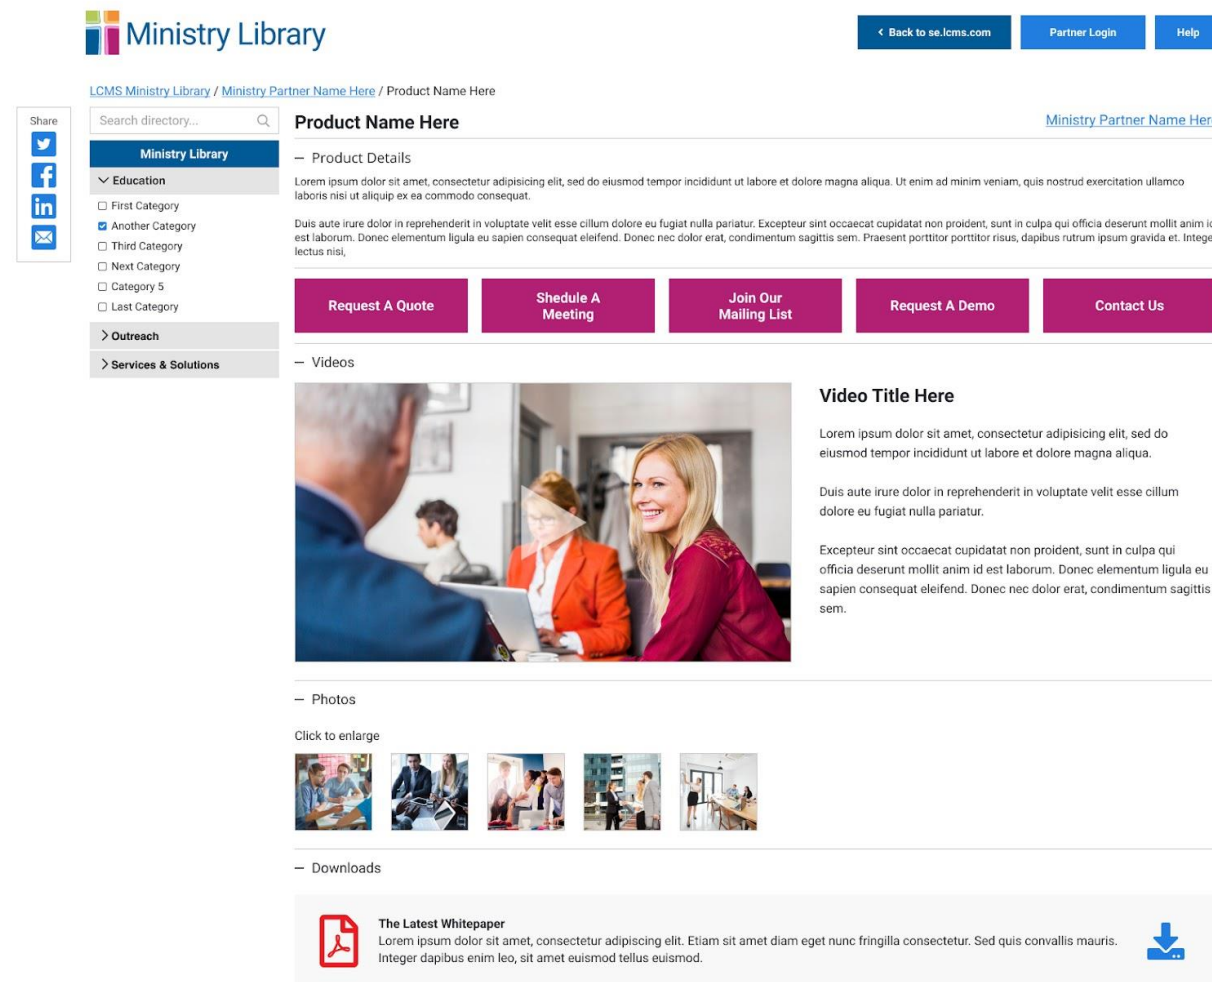 Ministry Library
Back to se.lcms.com
Partner Login
Help
LCMS Ministry Library / Ministry Partner Name Here / Product Name Here
Share
Search directory...
Ministry Library
Education
First Category
Another Category
Third Category
Next Category
Category 5
Last Category
Outreach
Services & Solutions
Product Name Here
Ministry Partner Name Her
Product Details
Lorem ipsum dolor sit amet, consectetur adipisicing elit, sed do eiusmod tempor incididunt ut labore et dolore magna aliqua. Ut enim ad minim veniam, quis nostrud exercitation ullamco
laboris nisi ut aliquip ex ea commodo consequat.
Duis aute irure dolor in reprehenderit in voluptate velit esse cillum dolore eu fugiat nulla pariatur. Excepteur sint occaecat cupidatat non proident, sunt in culpa qui officia deserunt mollit anim id
est laborum. Donec elementum ligula eu sapien consequat eleifend. Donec nec dolor erat, condimentum sagittis sem. Praesent porttitor porttitor risus, dapibus rutrum ipsum gravida et. Intege
lectus nisi,
Request A Quote
Shedule A
Meeting
Join Our
Mailing List
Request A Demo
Contact Us
Videos
Video Title Here
Lorem ipsum dolor sit amet, consectetur adipisicing elit, sed do
eiusmod tempor incididunt ut labore et dolore magna aliqua.
Duis aute irure dolor in reprehenderit in voluptate velit esse cillum
dolore eu fugiat nulla pariatur.
Excepteur sint occaecat cupidatat non proident, sunt in culpa qui
officia deserunt mollit anim id est laborum. Donec elementum ligula eu
sapien consequat eleifend. Donec nec dolor erat, condimentum sagittis
sem.
Photos
Click to enlarge
Downloads
The Latest Whitepaper
Lorem ipsum dolor sit amet, consectetur adipiscing elit. Etiam sit amet diam eget nunc fringilla consectetur. Sed quis convallis mauris.
Integer dapibus enim leo, sit amet euismod tellus euismod.